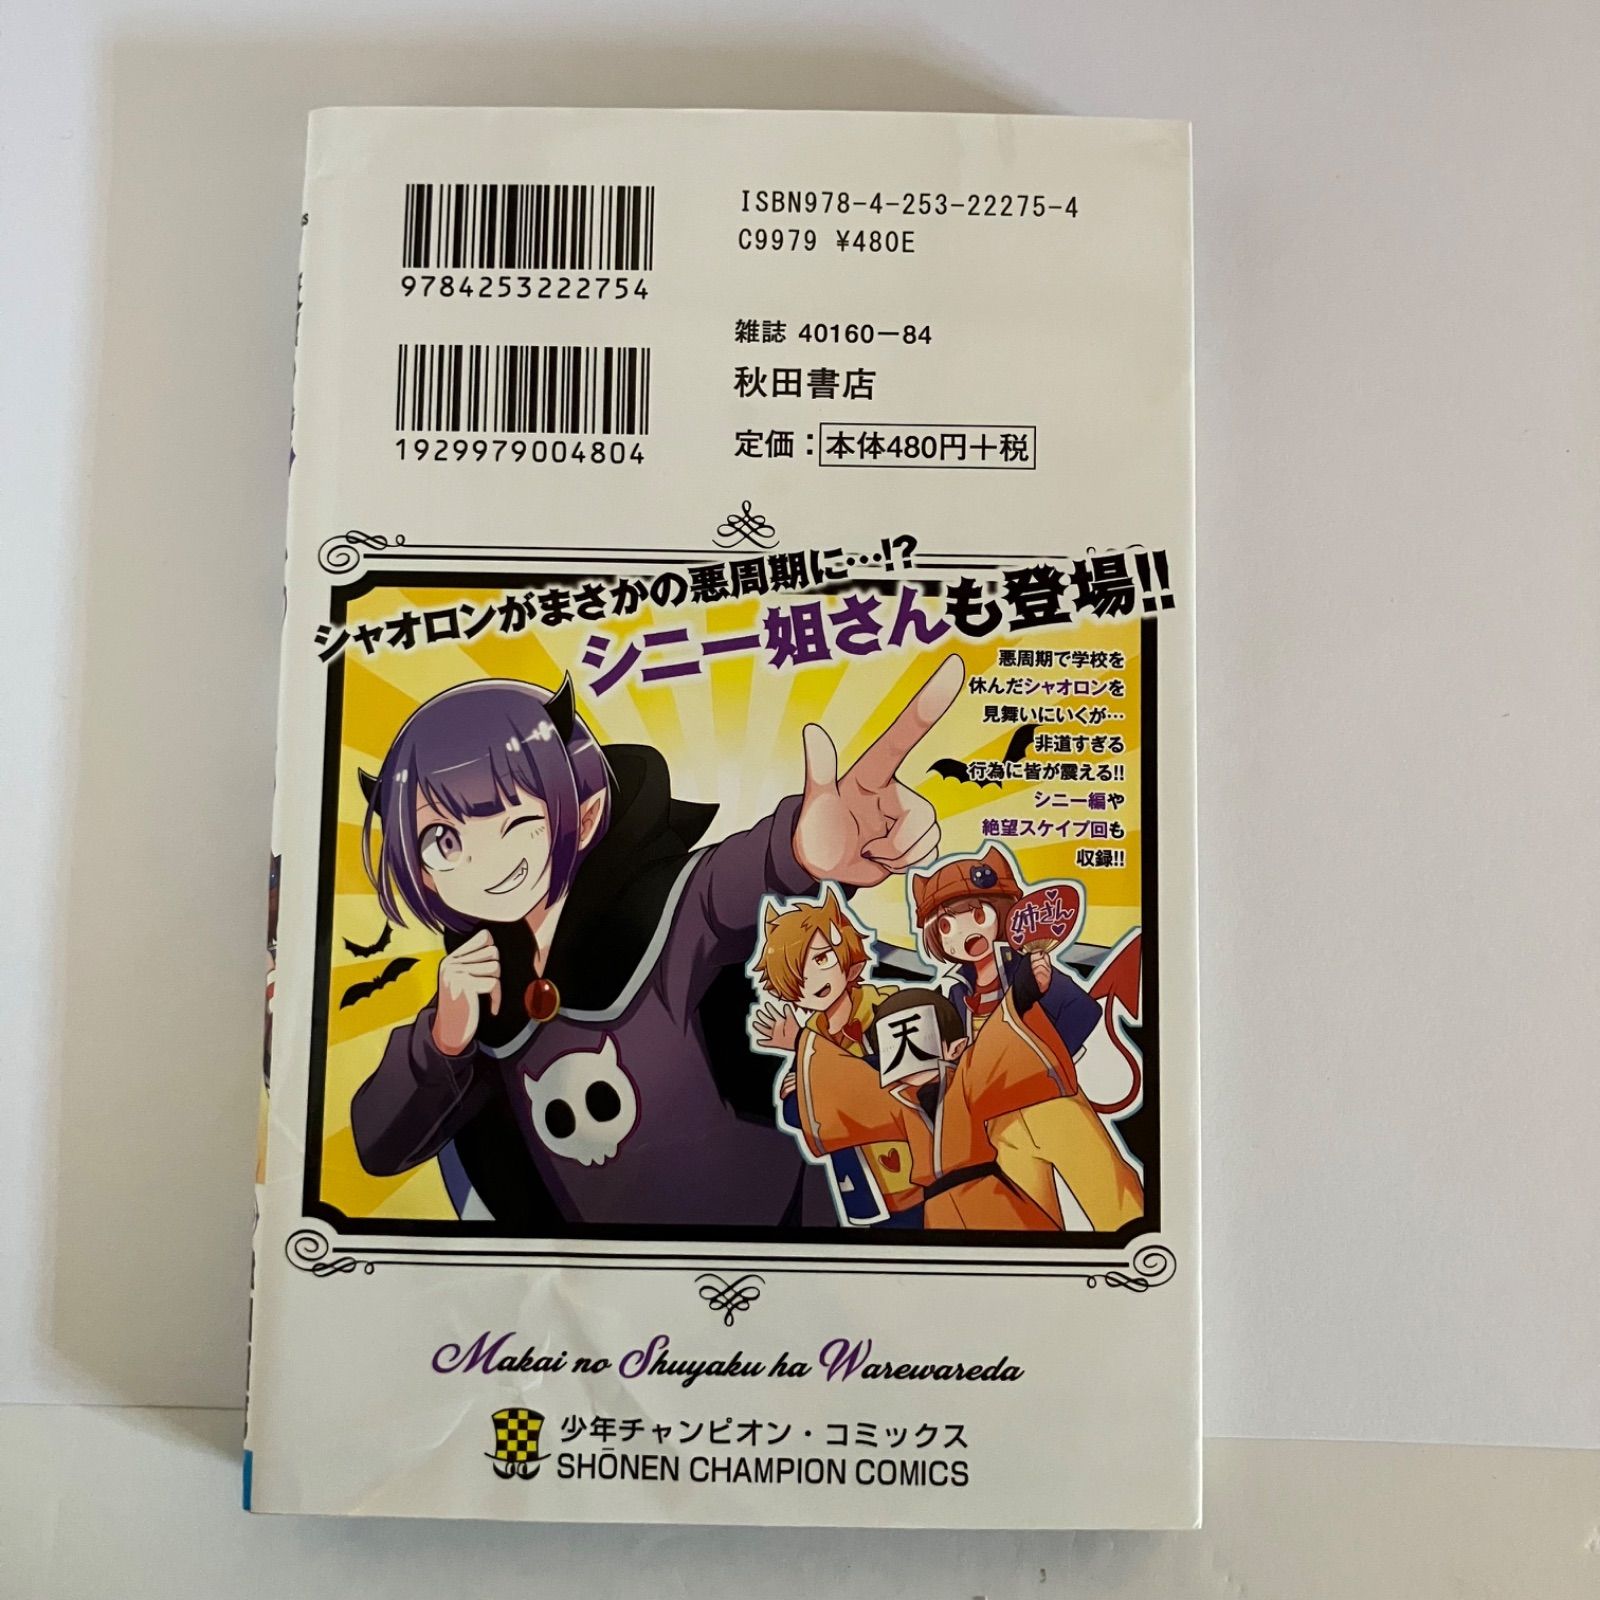 ISBN978-4-253-22275-4
C9979 ¥480E
9784253222754
雑誌 40160-84
秋田書店
1929979004804
定価：本体480円+税
シャオロンがまさかの悪周期に…!?
シニー姐さんも登場!!
悪周期で学校を
休んだシャオロンを
見舞いにいくが…
非道すぎる
行為に皆が震える!!
シニー編や
絶望スケイプ回も
収録!!
姉さん
天
Makai no Shuyaku ha Warewareda
少年チャンピオン・コミックス
SHŌNEN CHAMPION COMICS